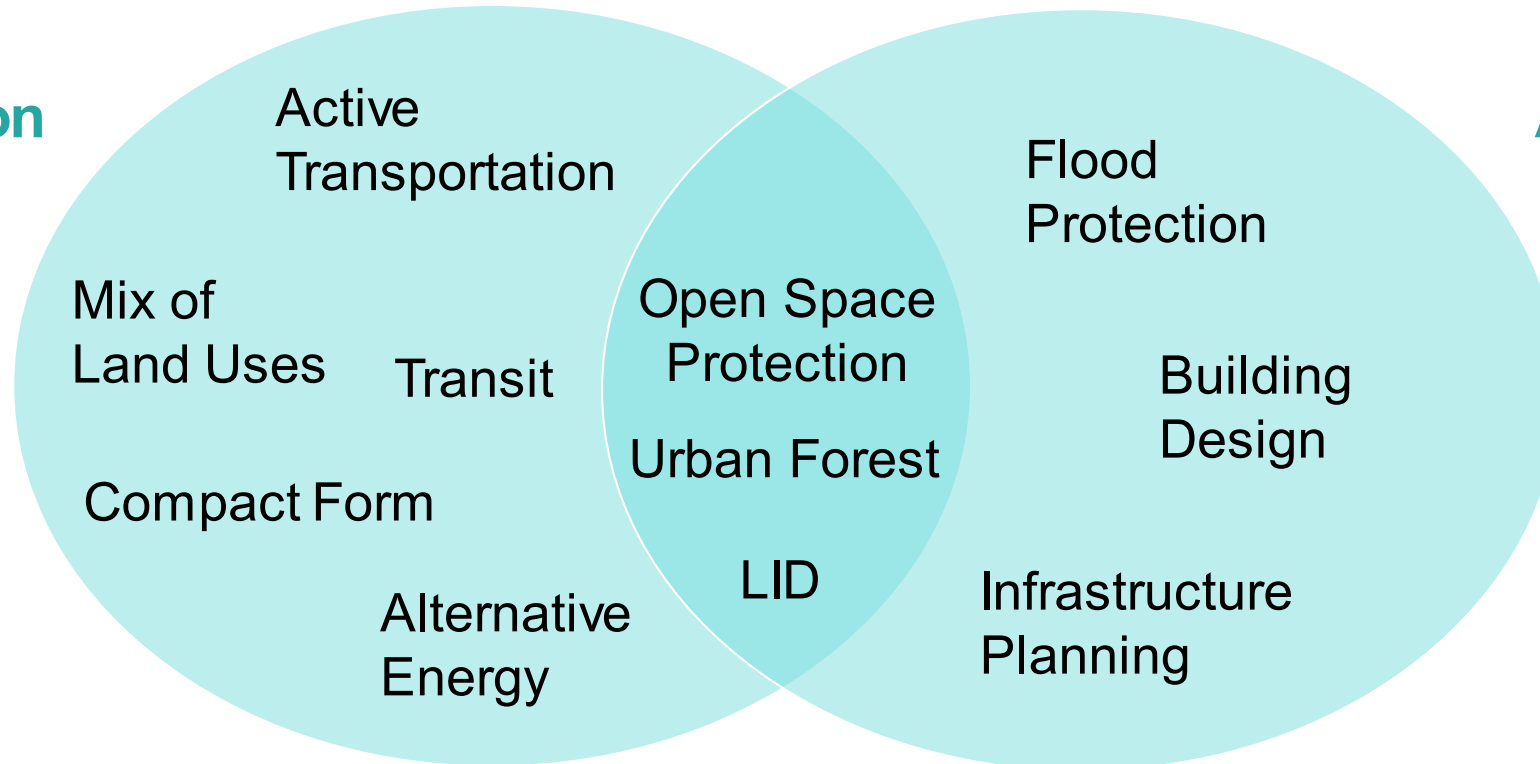 on
Active
Transportation
Mix of
Land Uses
Transit
Compact Form
Alternative
Energy
Open Space
Protection
Urban Forest
LID
Flood
Protection
Building
Design
Infrastructure
Planning